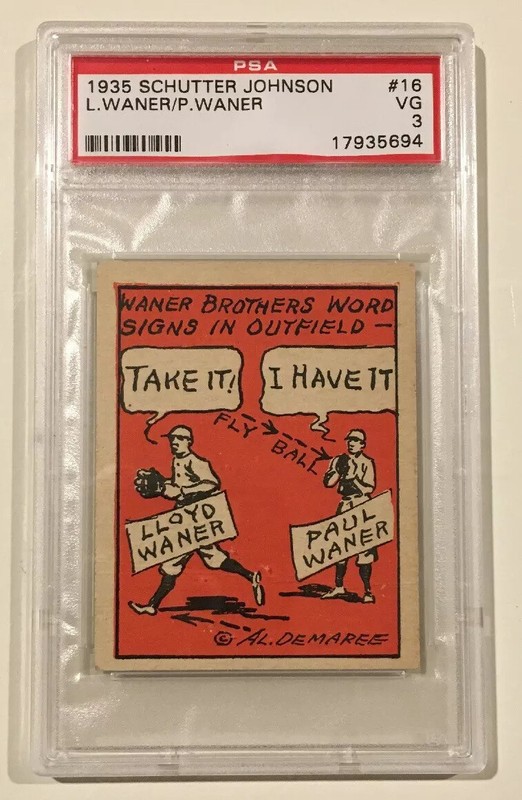 PSA
1935 SCHUTTER JOHNSON #16
L.WANER/P.WANER VG
3
17935694
WANER BROTHERS WORD
SIGNS IN OUTFIELD —
TAKE IT!
I HAVE IT
FLY BALL
LLOYD
WANER
PAUL
WANER
© AL. DEMAREE